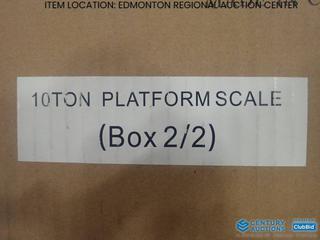 ITEM LOCATION: EDMONTON REGIONAL AUCTION CENTER
10TON PLATFORM SCALE
(Box 2/2)
CENTURY
AUCTIONS
ClubBid